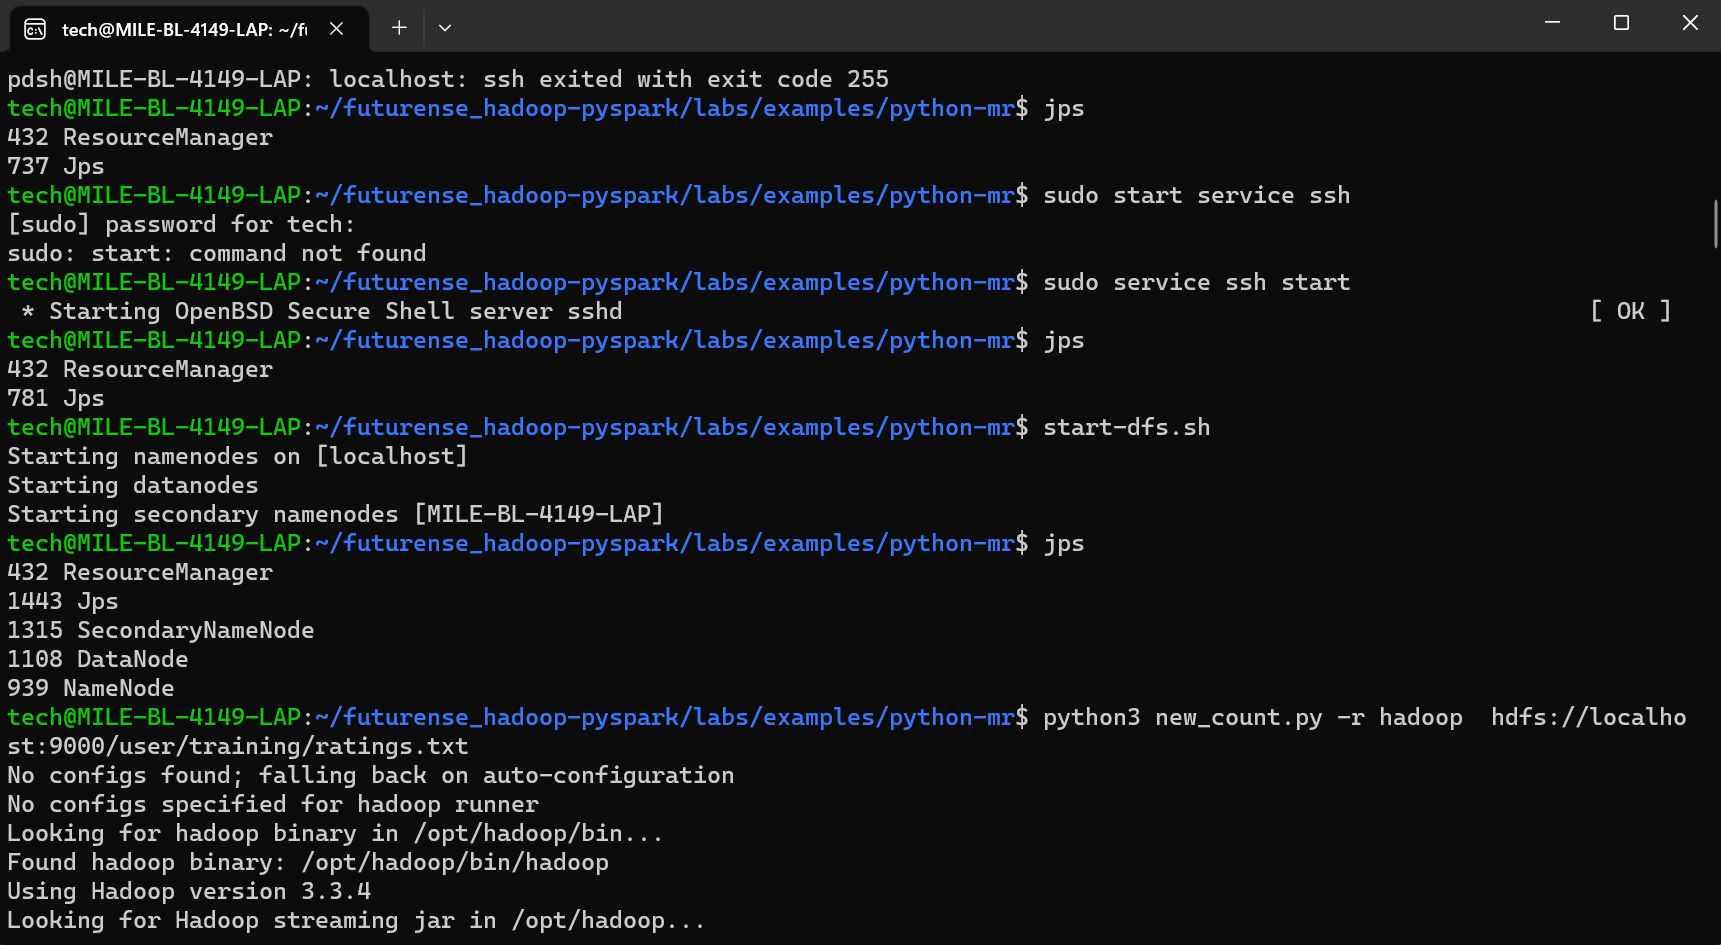 tech@MILE-BL-4149-LAP: ~/fu
pdsh@MILE-BL-4149-LAP: localhost: ssh exited with exit code 255
tech@MILE-BL-4149-LAP:~/futurense_hadoop-pyspark/labs/examples/python-mr$ jps
432 ResourceManager
737 Jps
tech@MILE-BL-4149-LAP:~/futurense_hadoop-pyspark/labs/examples/python-mr$ sudo start service ssh
[sudo] password for tech:
sudo: start: command not found
tech@MILE-BL-4149-LAP:~/futurense_hadoop-pyspark/labs/examples/python-mr$ sudo service ssh start
 * Starting OpenBSD Secure Shell server sshd [ OK ]
tech@MILE-BL-4149-LAP:~/futurense_hadoop-pyspark/labs/examples/python-mr$ jps
432 ResourceManager
781 Jps
tech@MILE-BL-4149-LAP:~/futurense_hadoop-pyspark/labs/examples/python-mr$ start-dfs.sh
Starting namenodes on [localhost]
Starting datanodes
Starting secondary namenodes [MILE-BL-4149-LAP]
tech@MILE-BL-4149-LAP:~/futurense_hadoop-pyspark/labs/examples/python-mr$ jps
432 ResourceManager
1443 Jps
1315 SecondaryNameNode
1108 DataNode
939 NameNode
tech@MILE-BL-4149-LAP:~/futurense_hadoop-pyspark/labs/examples/python-mr$ python3 new_count.py -r hadoop  hdfs://localho
st:9000/user/training/ratings.txt
No configs found; falling back on auto-configuration
No configs specified for hadoop runner
Looking for hadoop binary in /opt/hadoop/bin...
Found hadoop binary: /opt/hadoop/bin/hadoop
Using Hadoop version 3.3.4
Looking for Hadoop streaming jar in /opt/hadoop...